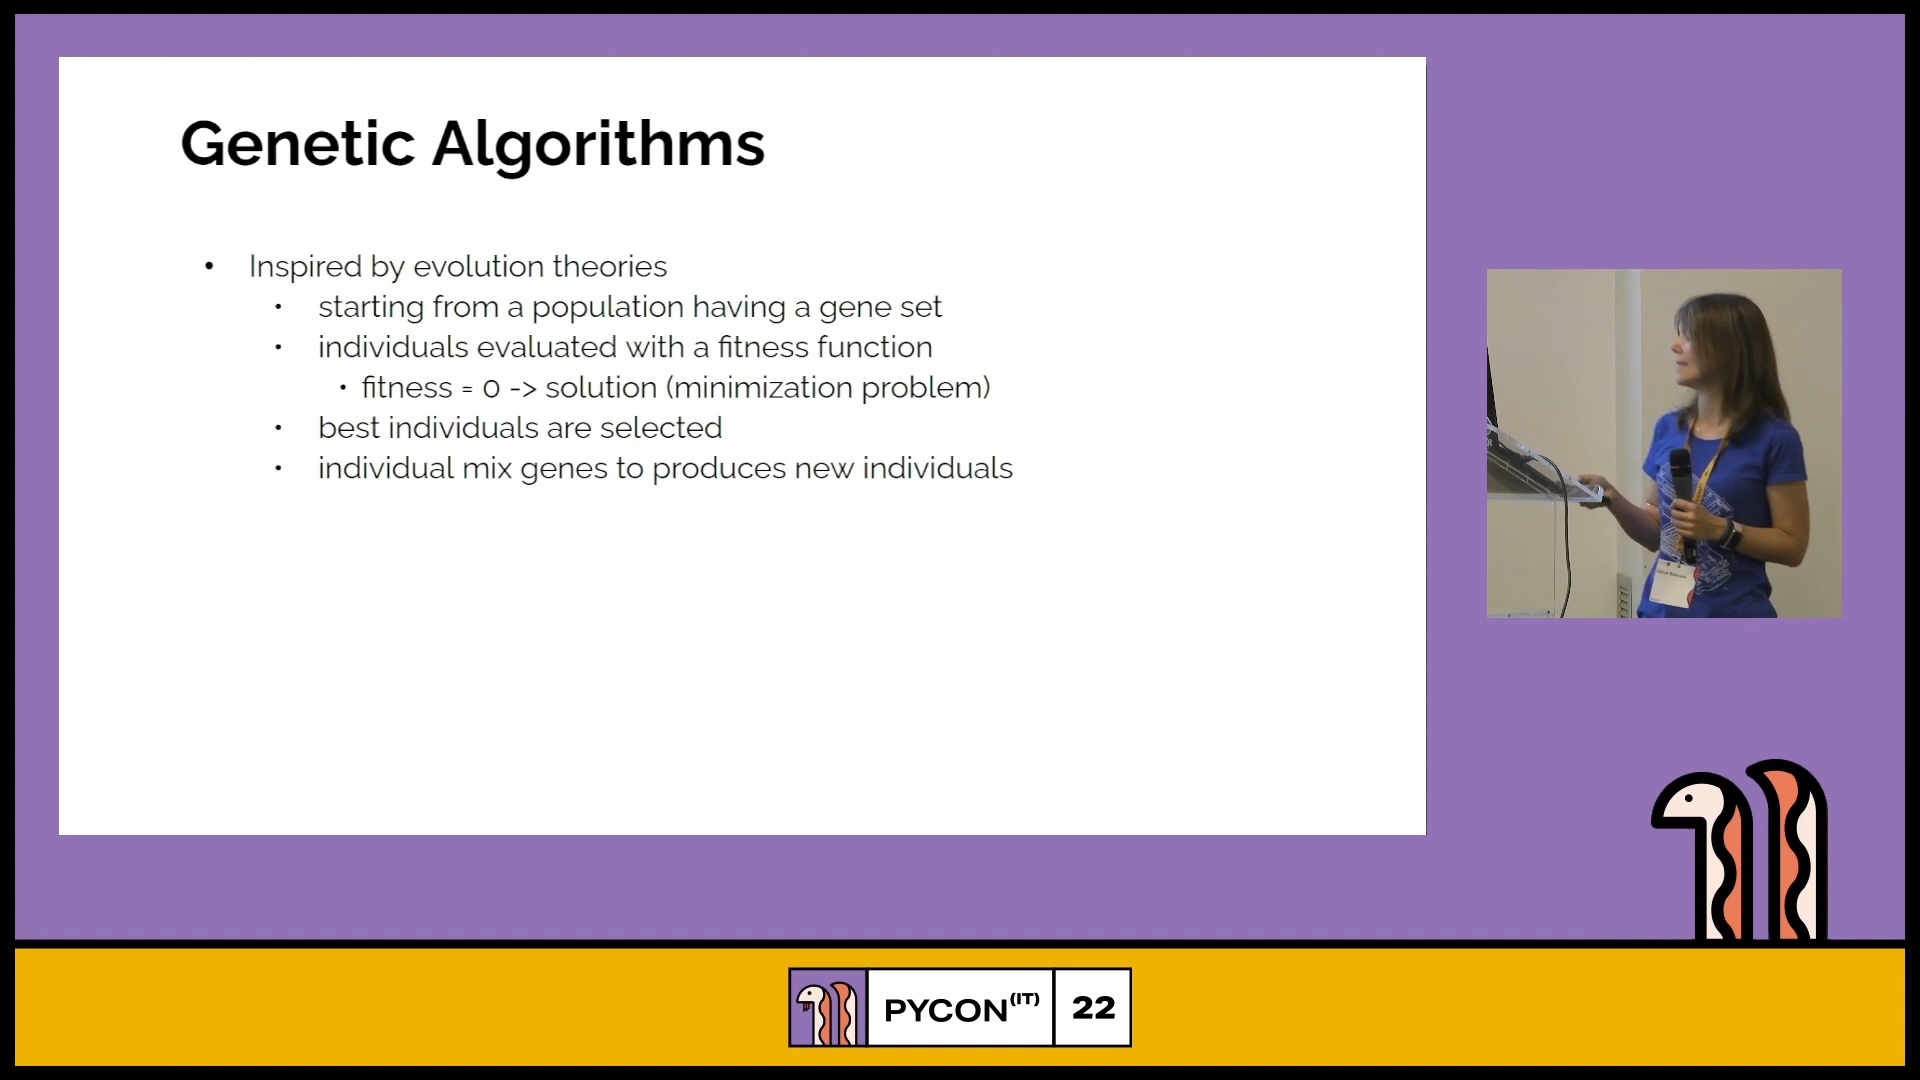 Genetic Algorithms
• Inspired by evolution theories
• starting from a population having a gene set
• individuals evaluated with a fitness function
• fitness = 0 -> solution (minimization problem)
• best individuals are selected
• individual mix genes to produces new individuals
PYCON(IT) 22